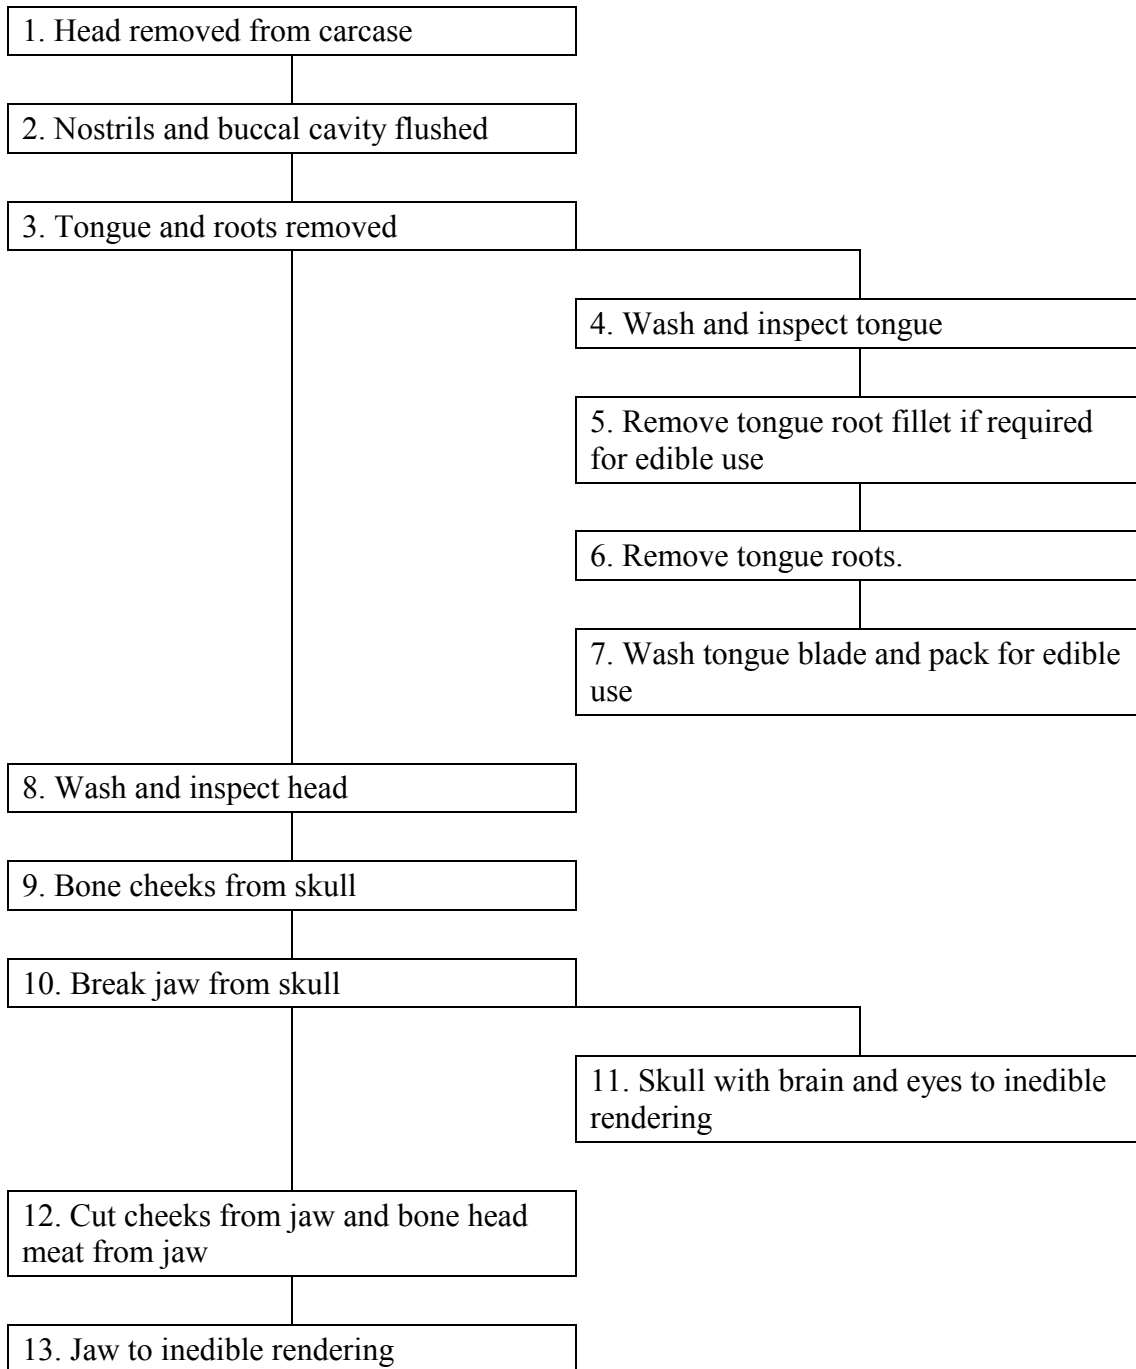 1. Head removed from carcase
2. Nostrils and buccal cavity flushed
3. Tongue and roots removed
4. Wash and inspect tongue
5. Remove tongue root fillet if required
for edible use
6. Remove tongue roots.
7. Wash tongue blade and pack for edible
use
8. Wash and inspect head
9. Bone cheeks from skull
10. Break jaw from skull
11. Skull with brain and eyes to inedible
rendering
12. Cut cheeks from jaw and bone head
meat from jaw
13. Jaw to inedible rendering